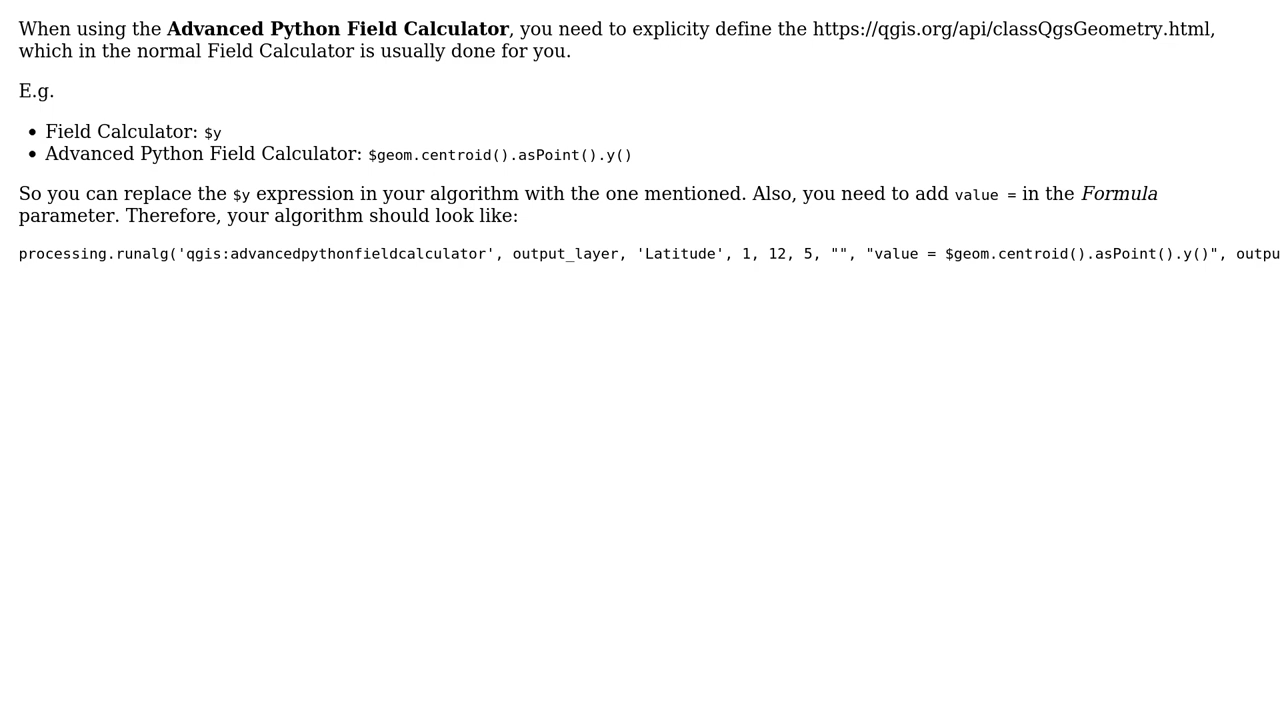 When using the Advanced Python Field Calculator, you need to explicity define the https://qgis.org/api/classQgsGeometry.html,
which in the normal Field Calculator is usually done for you.
E.g.
• Field Calculator: $y
• Advanced Python Field Calculator: $geom.centroid().asPoint().y()
So you can replace the $y expression in your algorithm with the one mentioned. Also, you need to add value = in the Formula
parameter. Therefore, your algorithm should look like:
processing.runalg('qgis:advancedpythonfieldcalculator', output_layer, 'Latitude', 1, 12, 5, "", "value = $geom.centroid().asPoint().y()", outpu